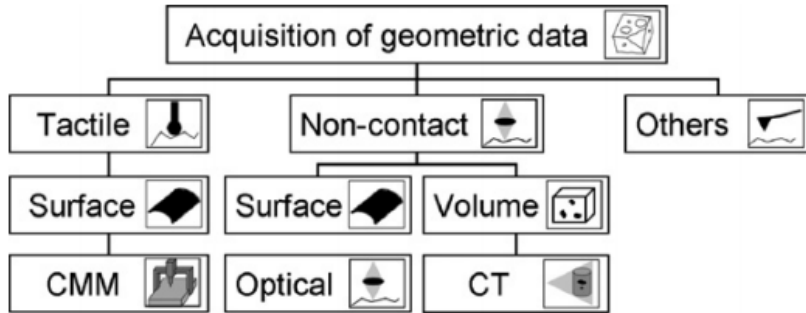 Acquisition of geometric data
Tactile
Non-contact
Others
Surface
Surface
Volume
CMM
Optical
CT